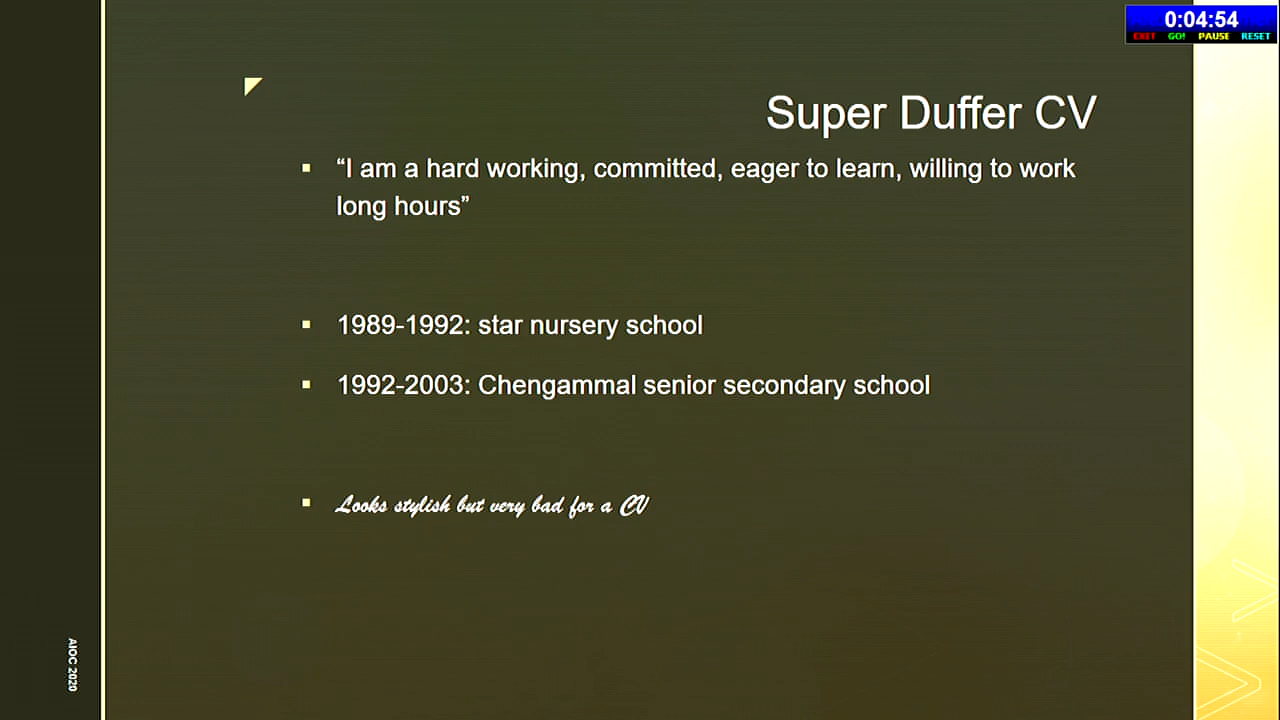 0:04:54
EXIT GO! PAUSE RESET
Super Duffer CV
“I am a hard working, committed, eager to learn, willing to work
long hours”
1989-1992: star nursery school
1992-2003: Chengammal senior secondary school
Looks stylish but very bad for a CV
AIOC 2020